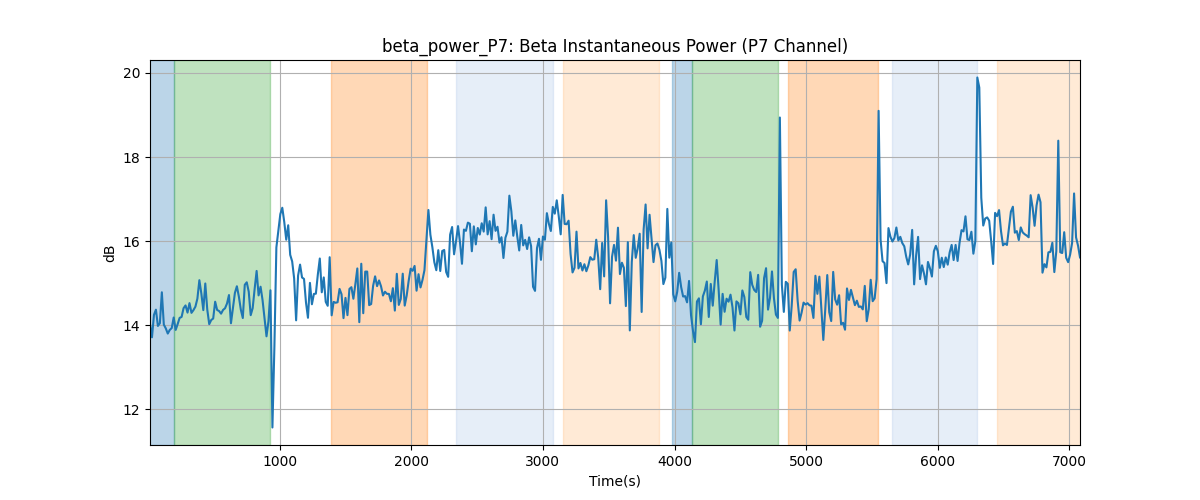 beta_power_P7: Beta Instantaneous Power (P7 Channel)
20
18
16
14
12
dB
1000 2000 3000 4000 5000 6000 7000
Time(s)